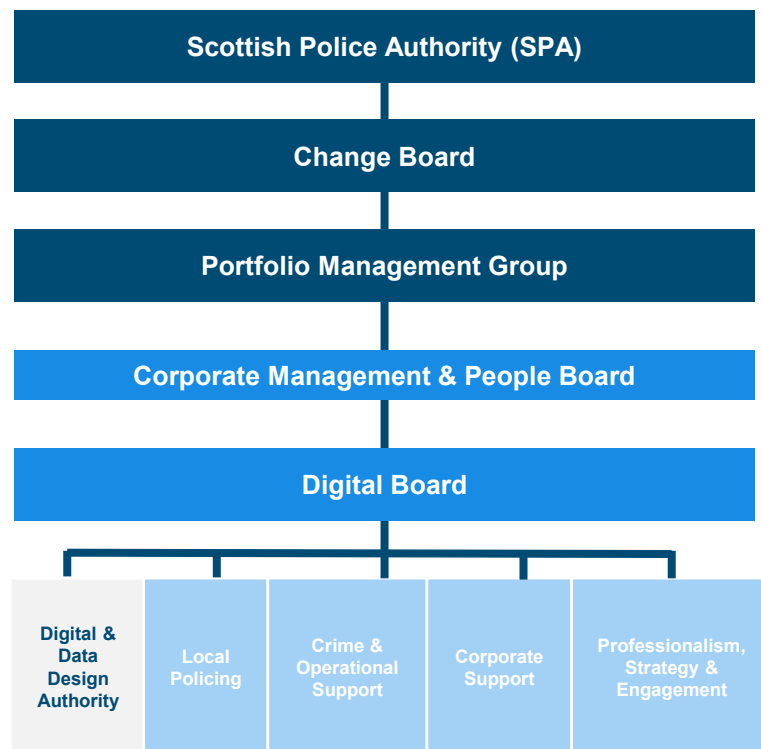 Scottish Police Authority (SPA)
Change Board
Portfolio Management Group
Corporate Management & People Board
Digital Board
Digital &
Data
Design
Authority
Local
Policing
Crime &
Operational
Support
Corporate
Support
Professionalism,
Strategy &
Engagement